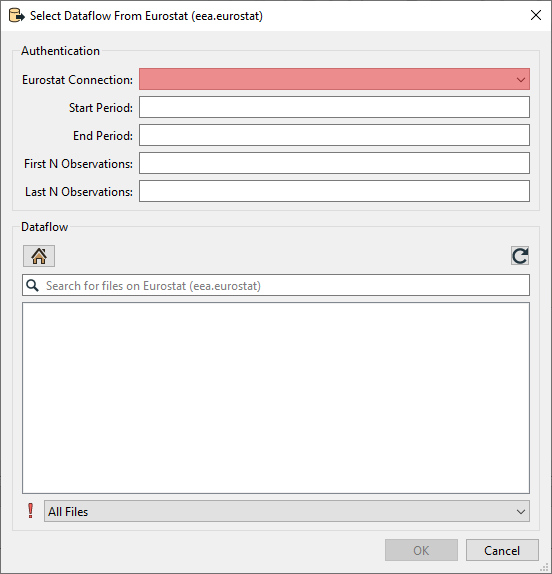 Select Dataflow From Eurostat (eea.eurostat)
Authentication
Eurostat Connection:
Start Period:
End Period:
First N Observations:
Last N Observations:
Dataflow
Search for files on Eurostat (eea.eurostat)
All Files
OK
Cancel